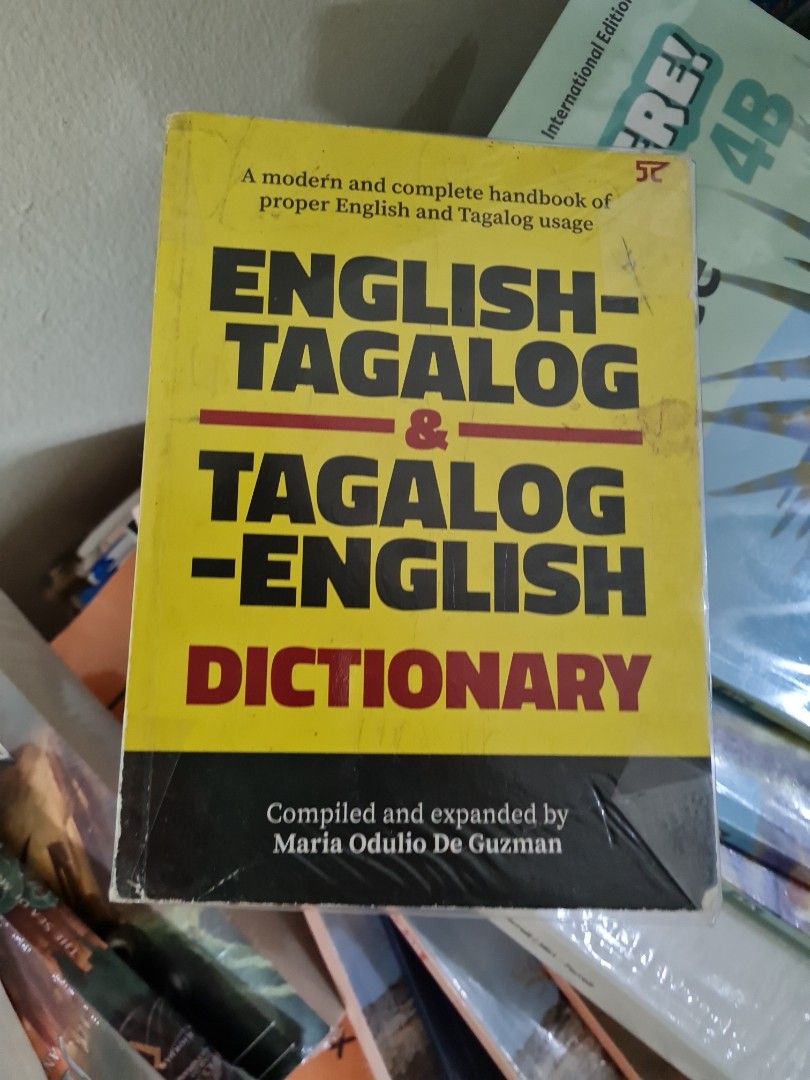 International Edition
ERE!
4B
A modern and complete handbook of
proper English and Tagalog usage
ENGLISH-
TAGALOG
&
TAGALOG
-ENGLISH
DICTIONARY
Compiled and expanded by
Maria Odulio De Guzman